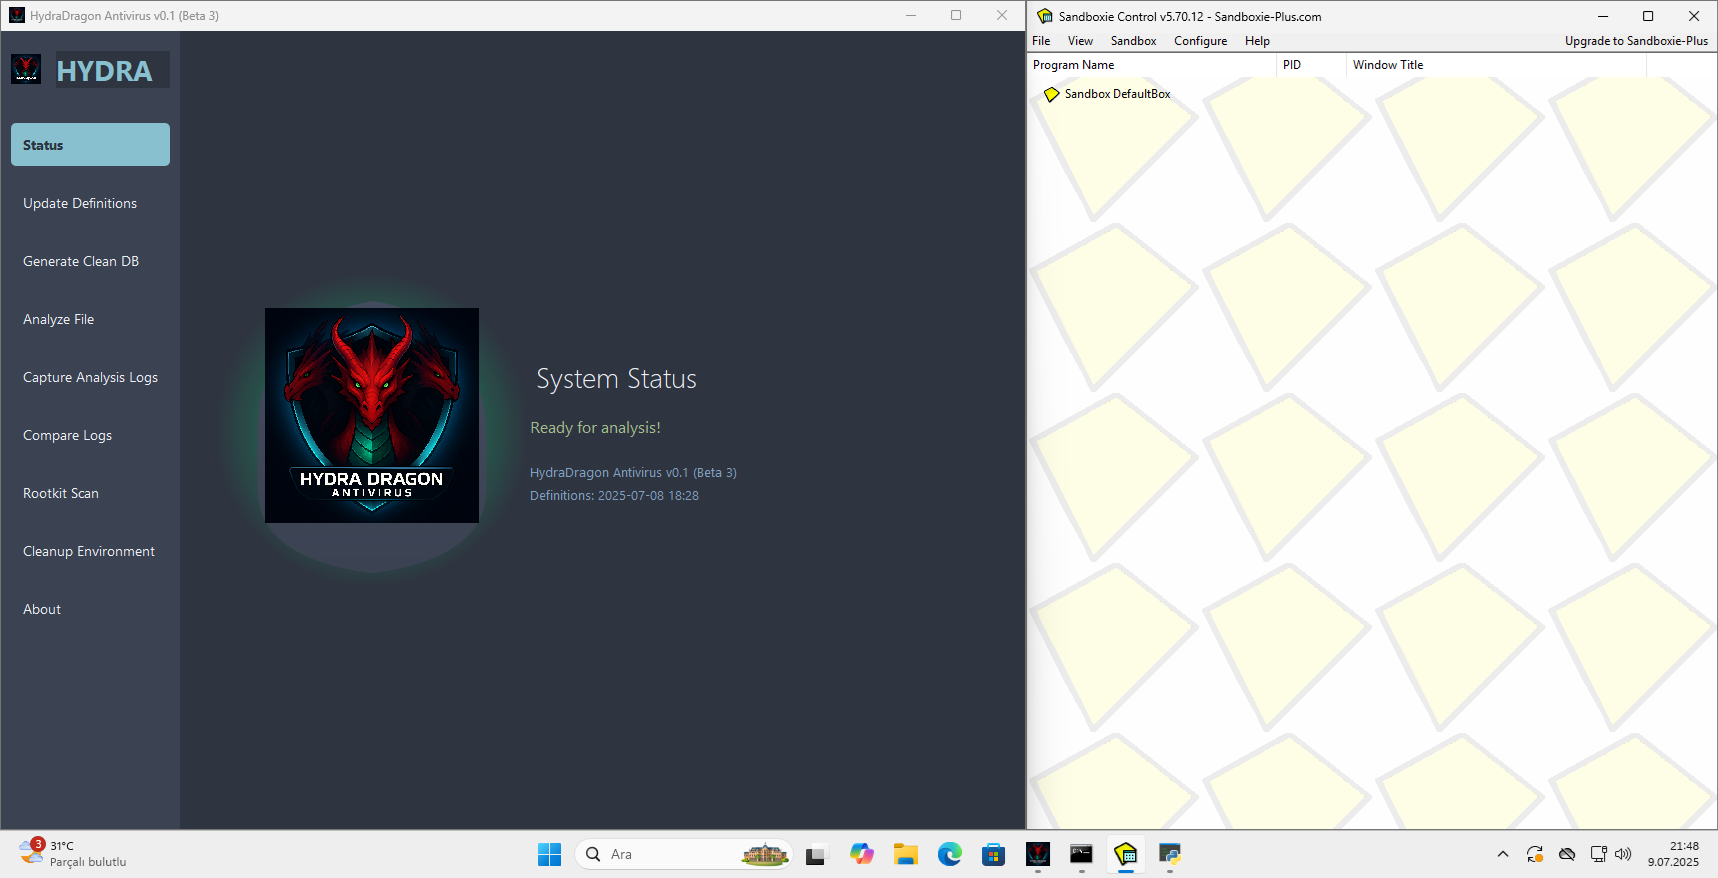 HydraDragon Antivirus v0.1 (Beta 3)
HYDRA
Status
Update Definitions
Generate Clean DB
Analyze File
Capture Analysis Logs
Compare Logs
Rootkit Scan
Cleanup Environment
About
HYDRA DRAGON
ANTIVIRUS
System Status
Ready for analysis!
HydraDragon Antivirus v0.1 (Beta 3)
Definitions: 2025-07-08 18:28
Sandboxie Control v5.70.12 - Sandboxie-Plus.com
File View Sandbox Configure Help Upgrade to Sandboxie-Plus
Program Name PID Window Title
Sandbox DefaultBox
3
31°C
Parçalı bulutlu
Ara
21:48
9.07.2025